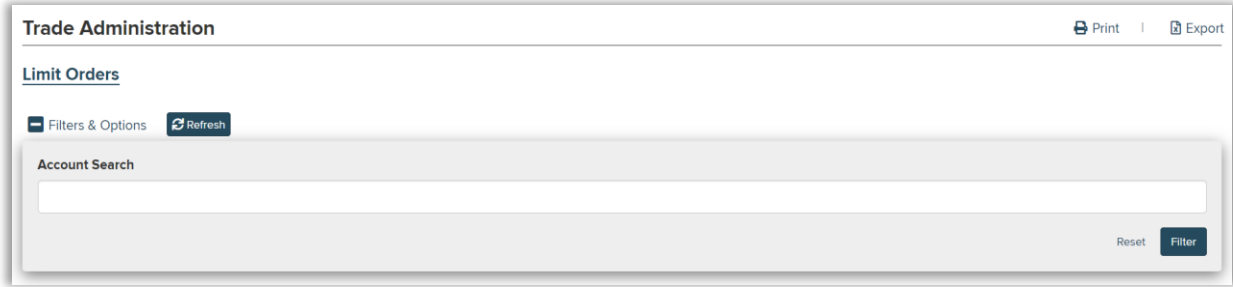 Trade Administration
Print | Export
Limit Orders
Filters & Options Refresh
Account Search
Reset Filter